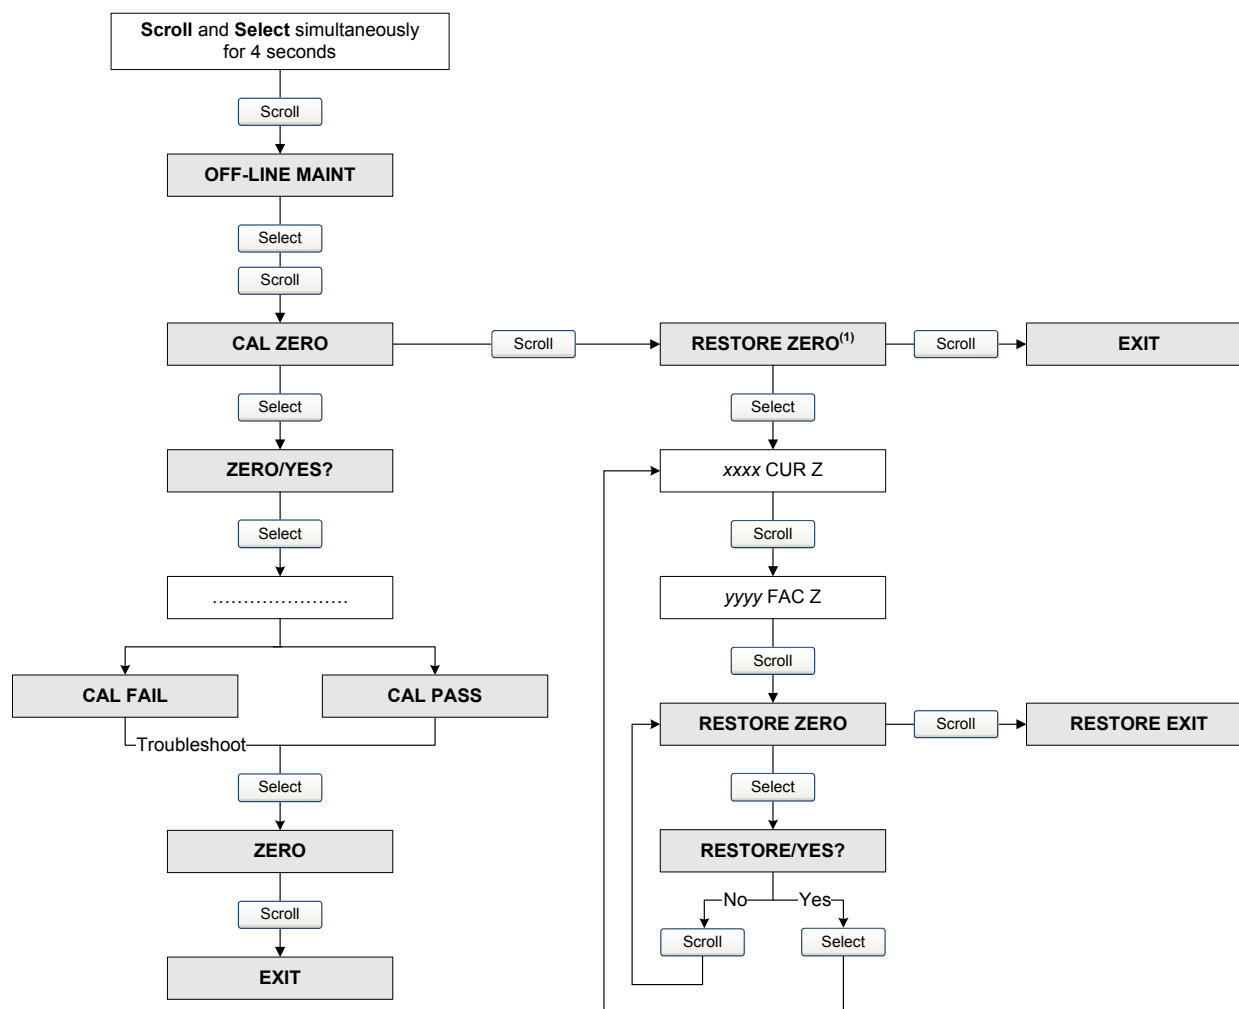 Scroll and Select simultaneously
for 4 seconds
Scroll
OFF-LINE MAINT
Select
Scroll
CAL ZERO
Scroll
RESTORE ZERO(1)
Scroll
EXIT
Select
Select
ZERO/YES?
xxxx CUR Z
Select
Scroll
......................
yyyy FAC Z
Scroll
CAL FAIL
CAL PASS
RESTORE ZERO
Scroll
RESTORE EXIT
Troubleshoot
Select
Select
ZERO
RESTORE/YES?
No
Yes
Scroll
Scroll
Select
EXIT